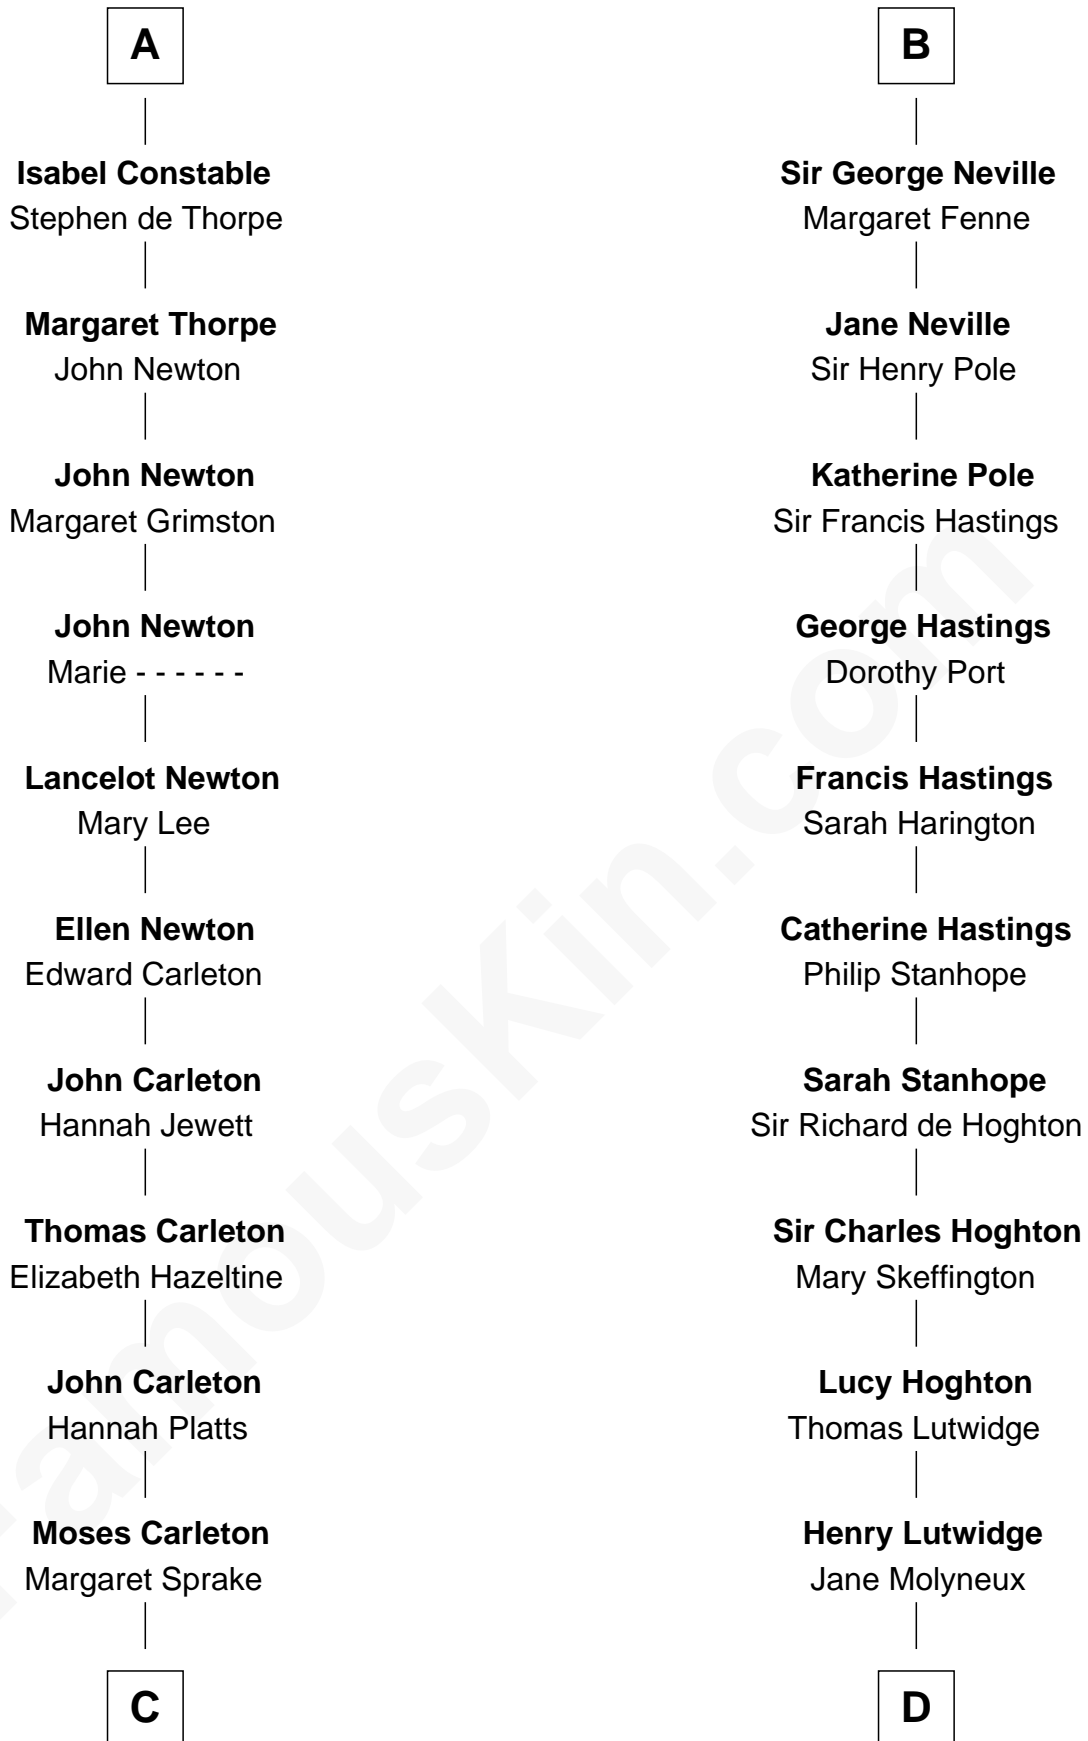 A
Isabel Constable
Stephen de Thorpe
Margaret Thorpe
John Newton
John Newton
Margaret Grimston
John Newton
Marie - - - - - -
Lancelot Newton
Mary Lee
Ellen Newton
Edward Carleton
John Carleton
Hannah Jewett
Thomas Carleton
Elizabeth Hazeltine
John Carleton
Hannah Platts
Moses Carleton
Margaret Sprake
C
B
Sir George Neville
Margaret Fenne
Jane Neville
Sir Henry Pole
Katherine Pole
Sir Francis Hastings
George Hastings
Dorothy Port
Francis Hastings
Sarah Harington
Catherine Hastings
Philip Stanhope
Sarah Stanhope
Sir Richard de Hoghton
Sir Charles Hoghton
Mary Skeffington
Lucy Hoghton
Thomas Lutwidge
Henry Lutwidge
Jane Molyneux
D
FamousKin.com